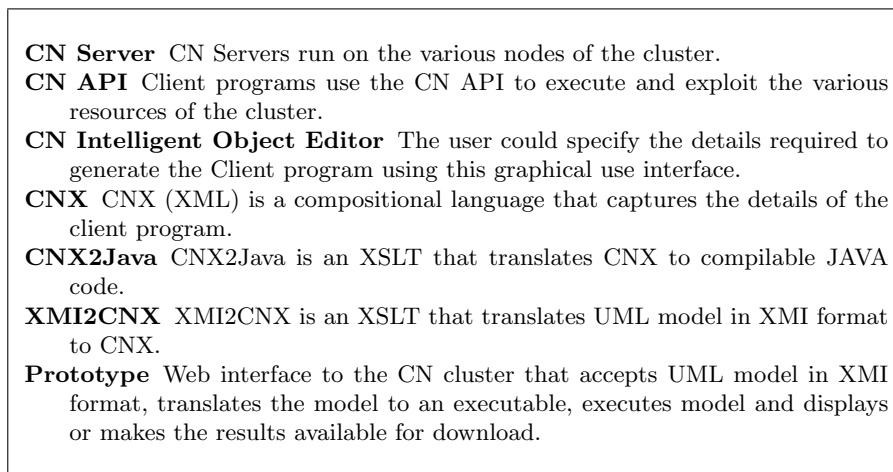 CN Server CN Servers run on the various nodes of the cluster.
CN API Client programs use the CN API to execute and exploit the various
resources of the cluster.
CN Intelligent Object Editor The user could specify the details required to
generate the Client program using this graphical use interface.
CNX CNX (XML) is a compositional language that captures the details of the
client program.
CNX2Java CNX2Java is an XSLT that translates CNX to compilable JAVA
code.
XMI2CNX XMI2CNX is an XSLT that translates UML model in XMI format
to CNX.
Prototype Web interface to the CN cluster that accepts UML model in XMI
format, translates the model to an executable, executes model and displays
or makes the results available for download.